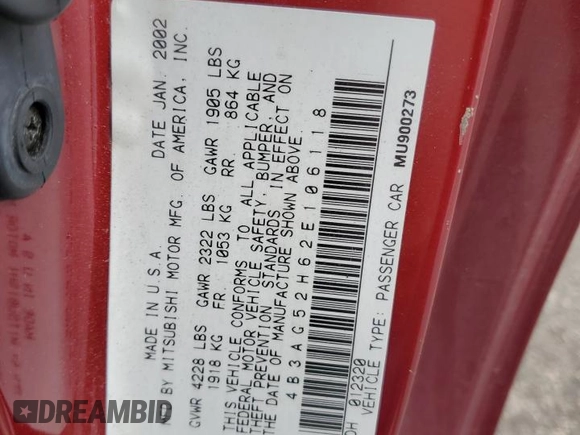 MADE IN U.S.A. DATE JAN. 2002
BY MITSUBISHI MOTOR MFG. OF AMERICA, INC.
GVWR 4228 LBS GAWR 2322 LBS GAWR 1905 LBS
1918 KG FR. 1053 KG RR. 864 KG
THIS VEHICLE CONFORMS TO ALL APPLICABLE
FEDERAL MOTOR VEHICLE SAFETY, BUMPER, AND
THEFT PREVENTION STANDARDS IN EFFECT ON
THE DATE OF MANUFACTURE SHOWN ABOVE.
4B3AG52H62E106118
DH 012320
VEHICLE TYPE: PASSENGER CAR MU900273